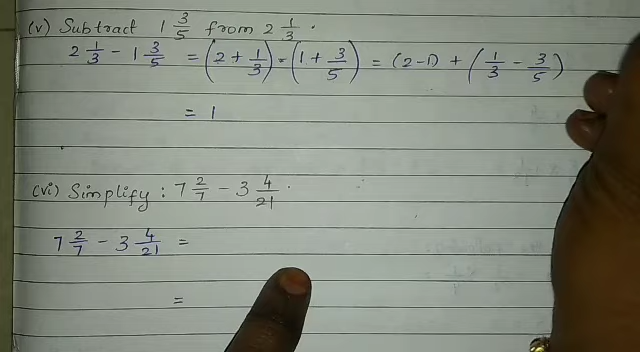 (v) Subtract 1 3/5 from 2 1/3.
2 1/3 - 1 3/5 = (2 + 1/3) - (1 + 3/5) = (2-1) + (1/3 - 3/5)
= 1
(vi) Simplify : 7 2/7 - 3 4/21.
7 2/7 - 3 4/21 =
=